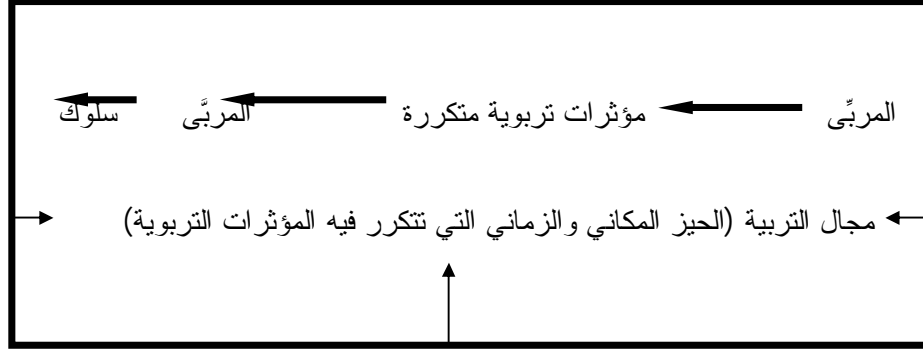 المربِّى مؤثرات تربوية متكررة المربَّى سلوك
مجال التربية (الحيز المكاني والزماني التي تتكرر فيه المؤثرات التربوية)